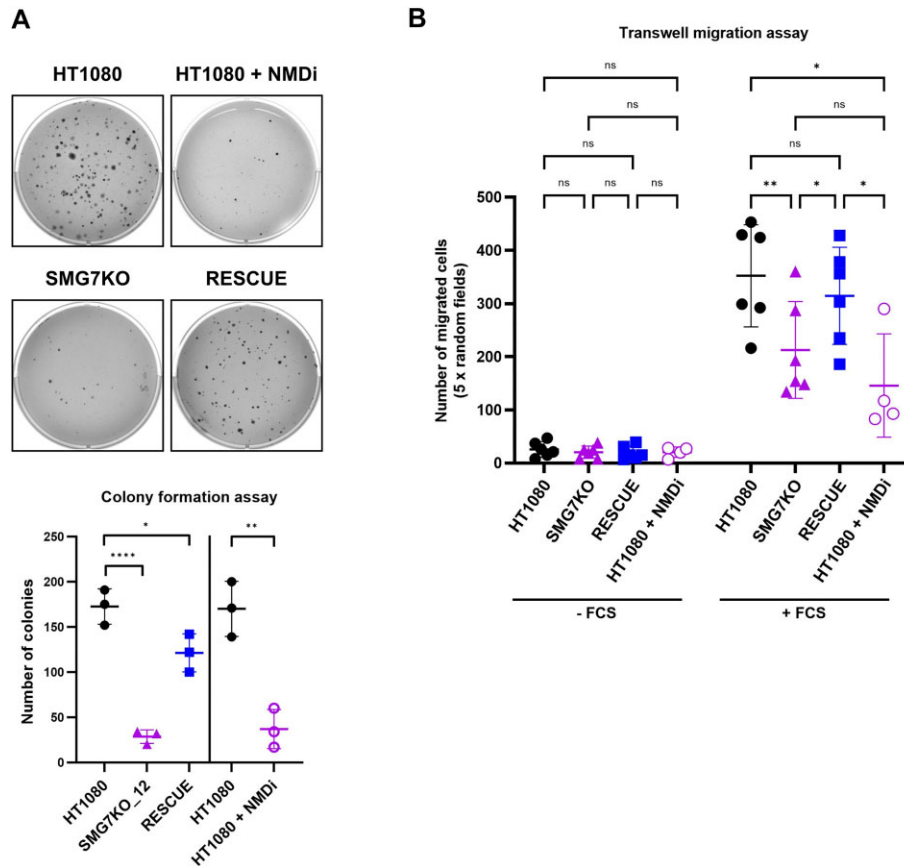 A
HT1080
HT1080 + NMDi
SMG7KO
RESCUE
Colony formation assay
*
****
**
Number of colonies
250
200
150
100
50
0
HT1080
SMG7KO_12
RESCUE
HT1080
HT1080 + NMDi
B
Transwell migration assay
ns
*
ns
ns
ns
ns
ns
ns
ns
**
*
*
Number of migrated cells
(5 x random fields)
500
400
300
200
100
0
HT1080
SMG7KO
RESCUE
HT1080 + NMDi
HT1080
SMG7KO
RESCUE
HT1080 + NMDi
- FCS
+ FCS